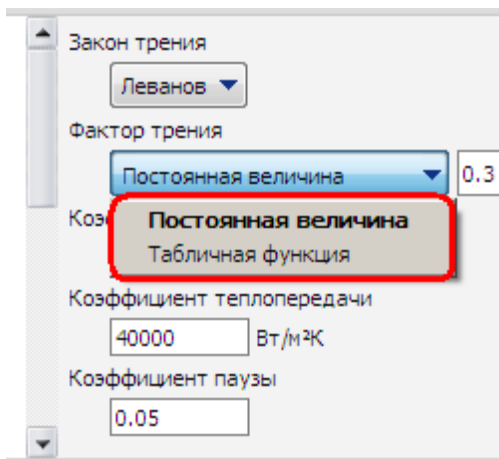 Закон трения
Леванов
Фактор трения
Постоянная величина 0.3
Постоянная величина
Табличная функция
Коэффициент теплопередачи
40000 Вт/м²К
Коэффициент паузы
0.05